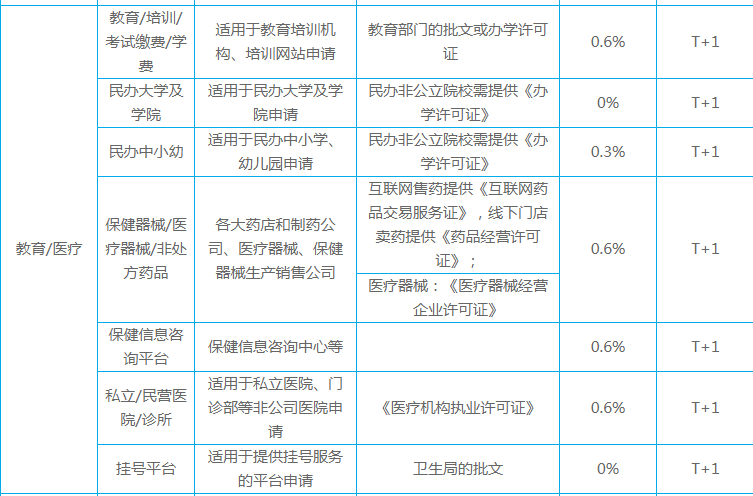 教育/医疗
教育/培训/
考试缴费/学
费
适用于教育培训机
构、培训网站申请
教育部门的批文或办学许可
证
0.6%
T+1
民办大学及
学院
适用于民办大学及学
院申请
民办非公立院校需提供《办
学许可证》
0%
T+1
民办中小幼
适用于民办中小学、
幼儿园申请
民办非公立院校需提供《办
学许可证》
0.3%
T+1
保健器械/医
疗器械/非处
方药品
各大药店和制药公
司、医疗器械、保健
器械生产销售公司
互联网售药提供《互联网药
品交易服务证》，线下门店
卖药提供《药品经营许可
证》；
医疗器械：《医疗器械经营
企业许可证》
0.6%
T+1
保健信息咨
询平台
保健信息咨询中心等
0.6%
T+1
私立/民营医
院/诊所
适用于私立医院、门
诊部等非公司医院申
请
《医疗机构执业许可证》
0.6%
T+1
挂号平台
适用于提供挂号服务
的平台申请
卫生局的批文
0%
T+1